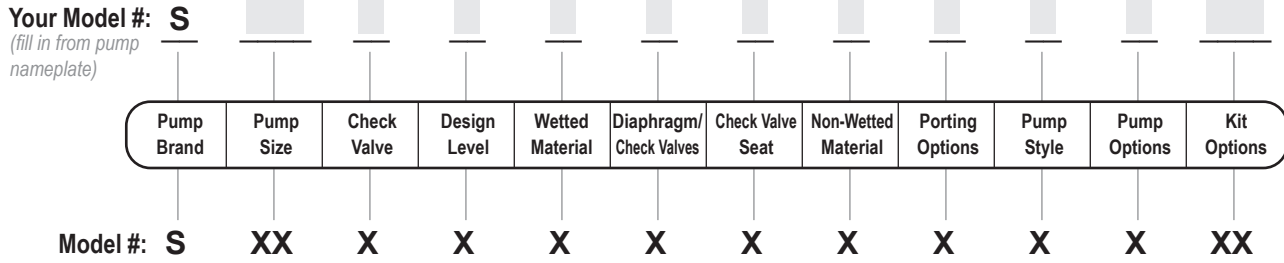 Your Model #: S
(fill in from pump
nameplate)
Pump Pump Check Design Wetted Diaphragm/ Check Valve Non-Wetted Porting Pump Pump Kit
Brand Size Valve Level Material Check Valves Seat Material Options Style Options Options
Model #: S XX X X X X X X X X X XX